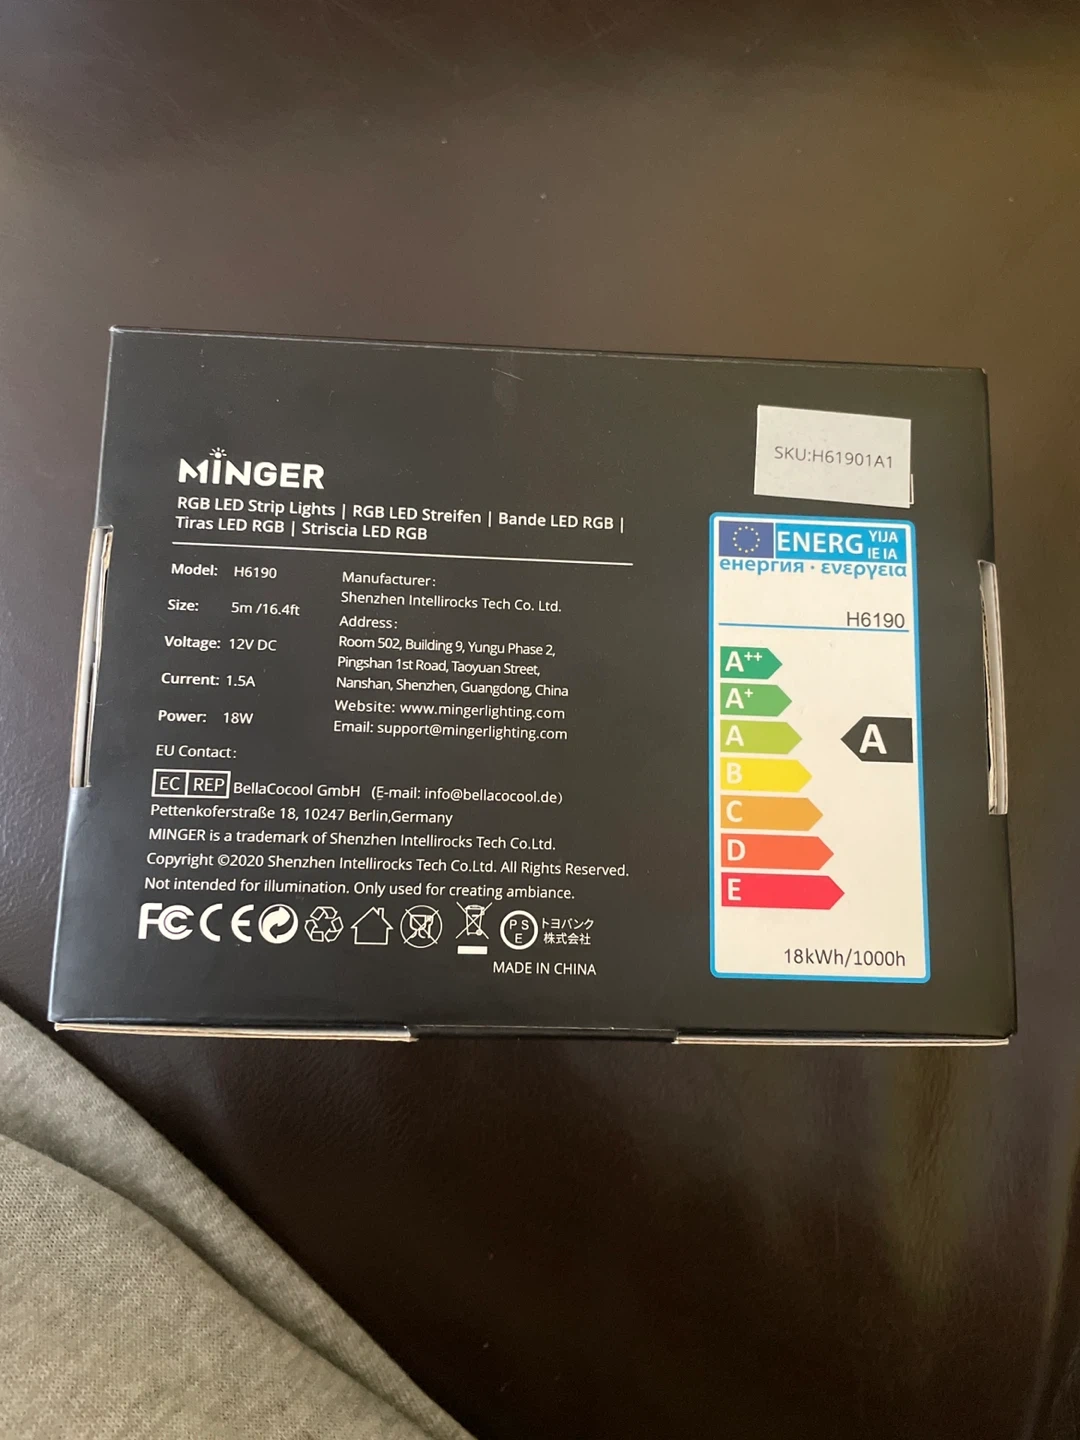 MINGER
RGB LED Strip Lights | RGB LED Streifen | Bande LED RGB |
Tiras LED RGB | Striscia LED RGB
Model: H6190
Size: 5m /16.4ft
Voltage: 12V DC
Current: 1.5A
Power: 18W
Manufacturer:
Shenzhen Intellirocks Tech Co. Ltd.
Address:
Room 502, Building 9, Yungu Phase 2,
Pingshan 1st Road, Taoyuan Street,
Nanshan, Shenzhen, Guangdong, China
Website: www.mingerlighting.com
Email: support@mingerlighting.com
EU Contact:
EC REP BellaCocool GmbH (E-mail: info@bellacocool.de)
Pettenkoferstraße 18, 10247 Berlin,Germany
MINGER is a trademark of Shenzhen Intellirocks Tech Co.Ltd.
Copyright ©2020 Shenzhen Intellirocks Tech Co.Ltd. All Rights Reserved.
Not intended for illumination. Only used for creating ambiance.
FC CE PS E トヨバンク
株式会社
MADE IN CHINA
SKU:H61901A1
ENERG YIJA
IE IA
енергия · ενεργεια
H6190
A++
A+
A
A
B
C
D
E
18kWh/1000h